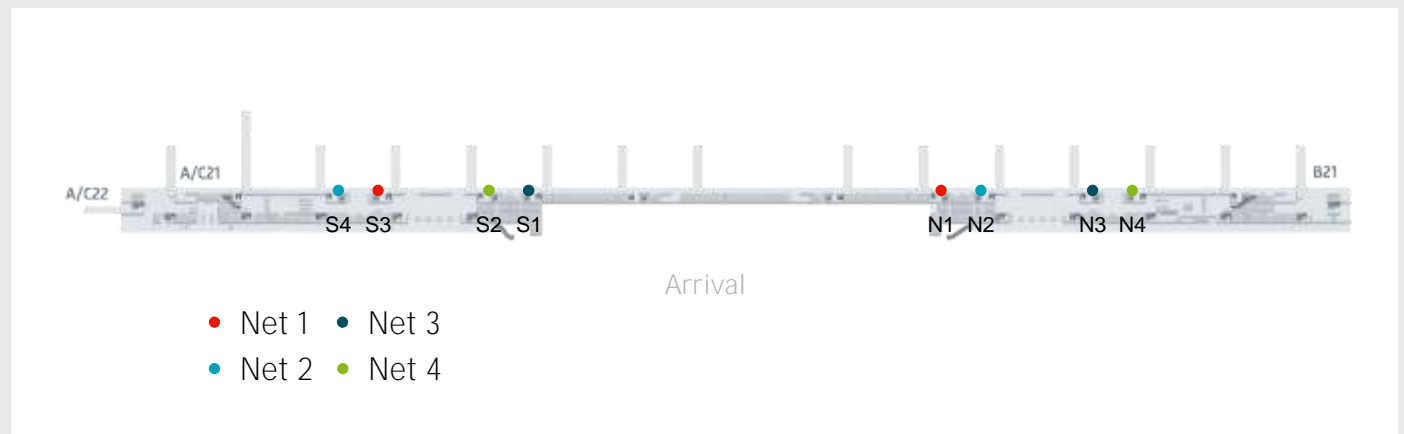 A/C21
B21
A/C22
S4 S3 S2 S1 N1 N2 N3 N4
Arrival
Net 1 Net 3
Net 2 Net 4